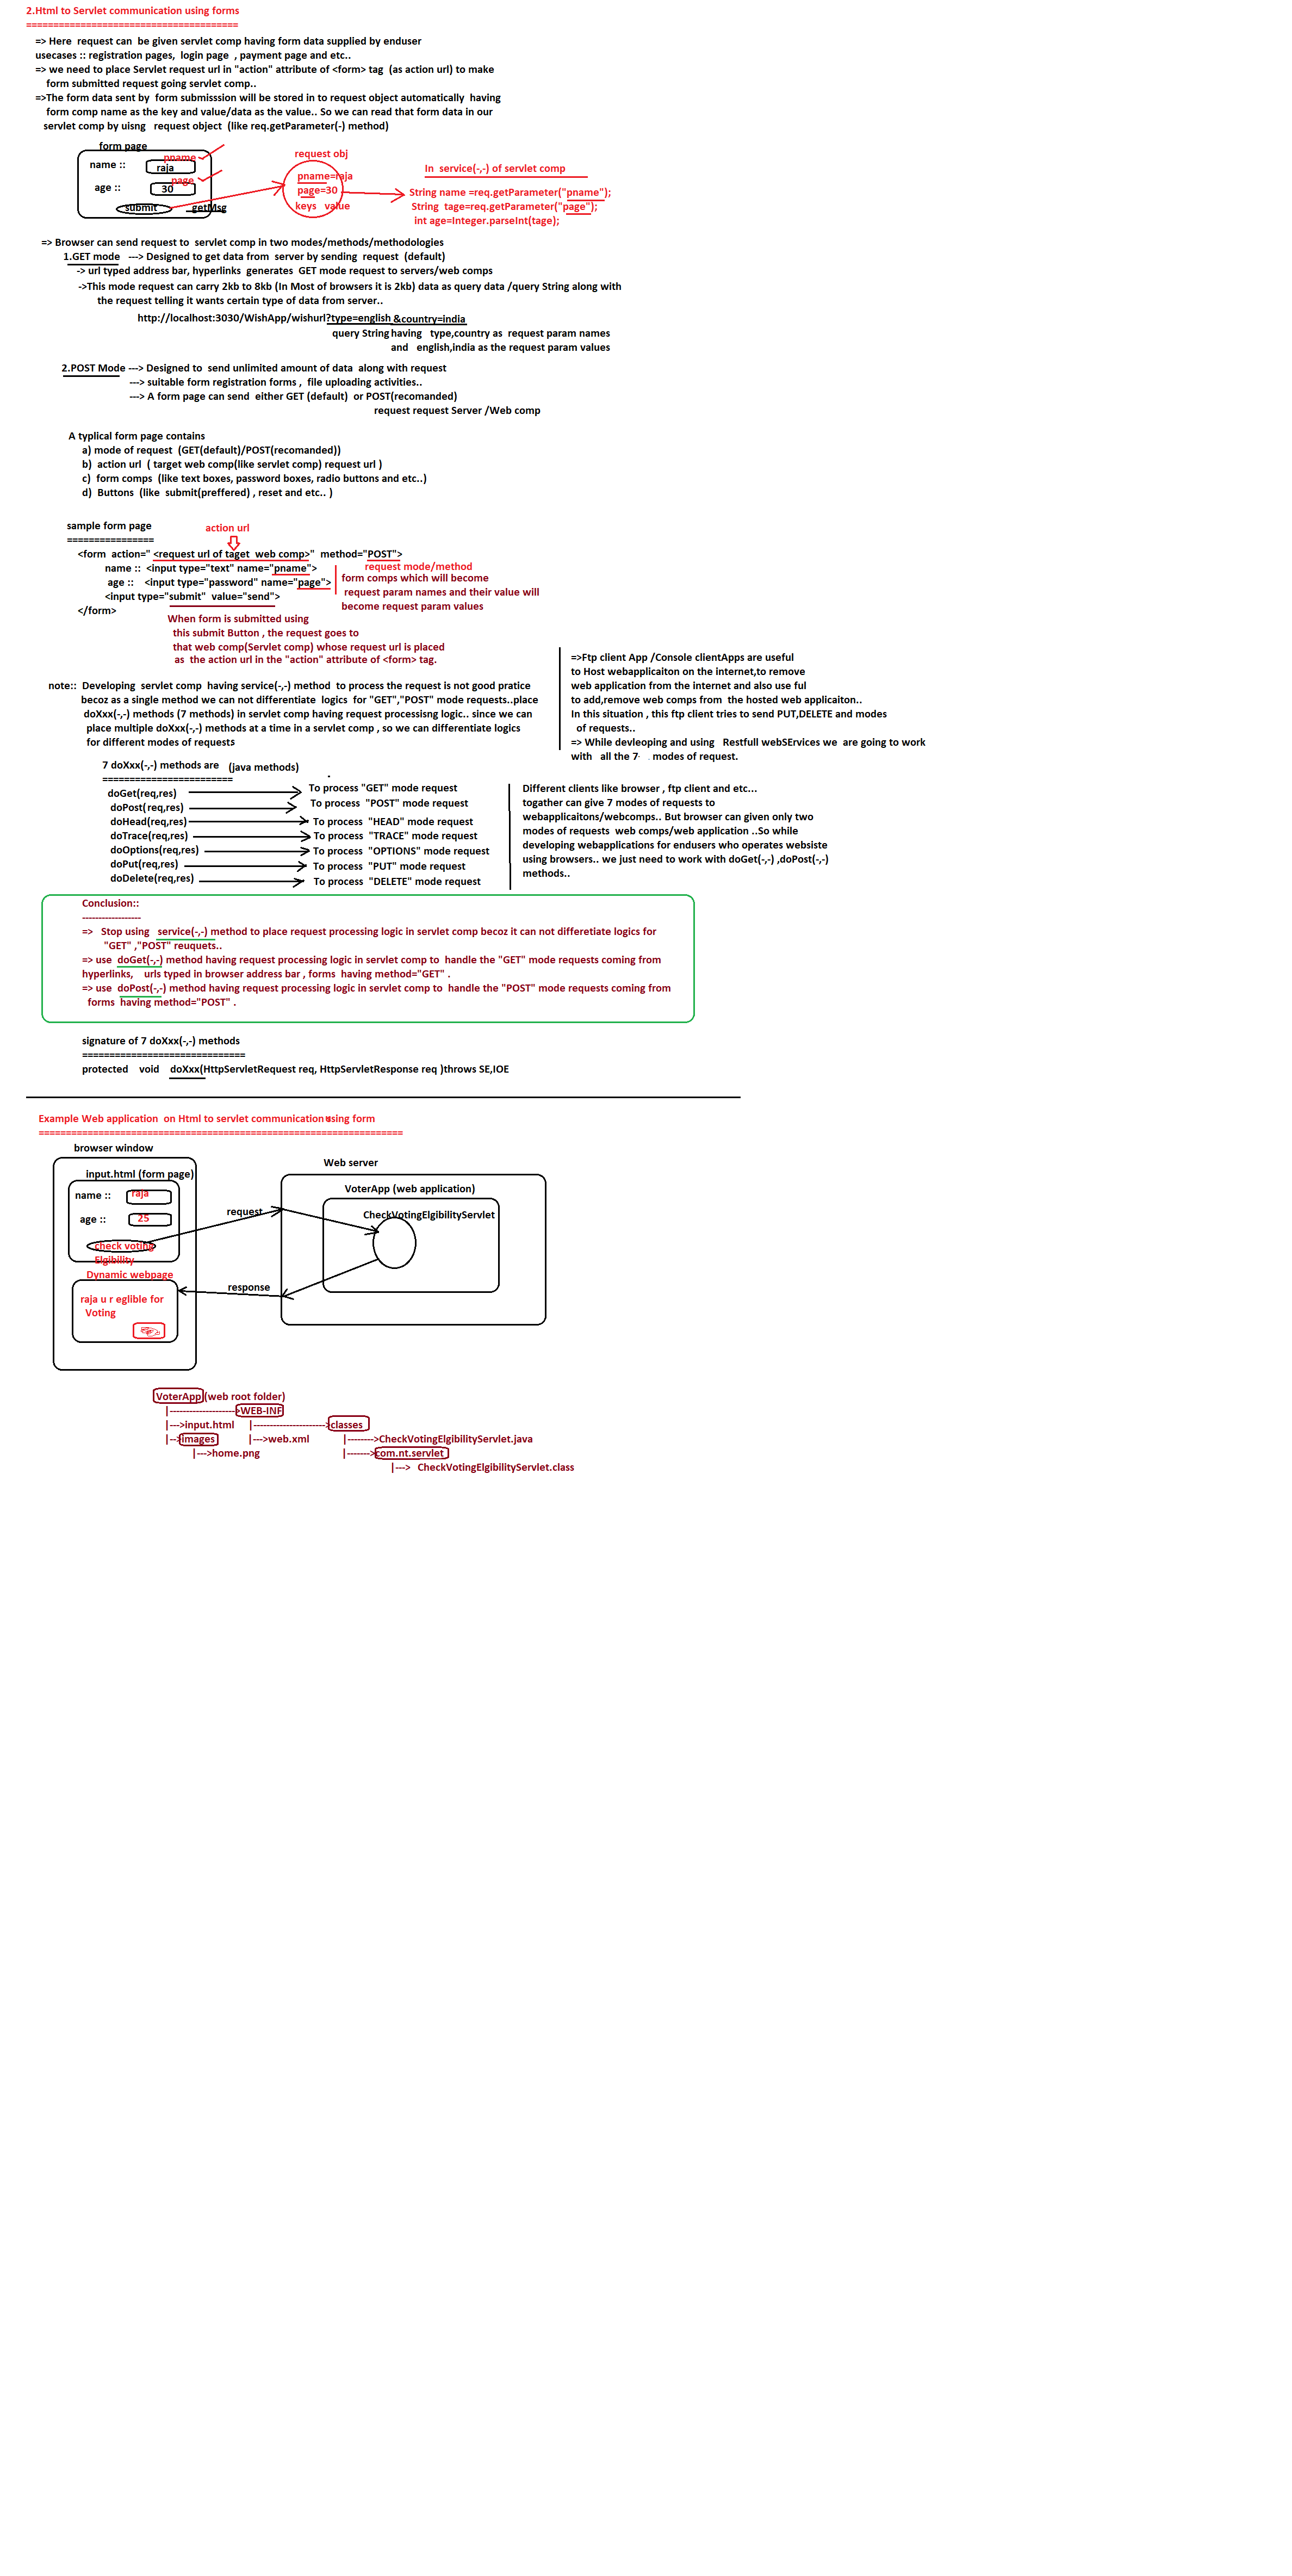 2.Html to Servlet communication using forms
=======================================
=> Here request can be given servlet comp having form data supplied by enduser
usecases :: registration pages, login page , payment page and etc..
=> we need to place Servlet request url in "action" attribute of <form> tag (as action url) to make
form submitted request going servlet comp..
=>The form data sent by form submisssion will be stored in to request object automatically having
form comp name as the key and value/data as the value.. So we can read that form data in our
servlet comp by uisng request object (like req.getParameter(-) method)
form page
name :: raja pname
age :: 30 page
submit getMsg
request obj
pname=raja
page=30
keys value
In service(-,-) of servlet comp
String name =req.getParameter("pname");
String tage=req.getParameter("page");
int age=Integer.parseInt(tage);
=> Browser can send request to servlet comp in two modes/methods/methodologies
1.GET mode ---> Designed to get data from server by sending request (default)
-> url typed address bar, hyperlinks generates GET mode request to servers/web comps
->This mode request can carry 2kb to 8kb (In Most of browsers it is 2kb) data as query data /query String along with
the request telling it wants certain type of data from server..
http://localhost:3030/WishApp/wishurl?type=english &country=india
query String having type,country as request param names
and english,india as the request param values
2.POST Mode ---> Designed to send unlimited amount of data along with request
---> suitable form registration forms , file uploading activities..
---> A form page can send either GET (default) or POST(recomanded)
request request Server /Web comp
A typlical form page contains
a) mode of request (GET(default)/POST(recomanded))
b) action url ( target web comp(like servlet comp) request url )
c) form comps (like text boxes, password boxes, radio buttons and etc..)
d) Buttons (like submit(preffered) , reset and etc.. )
sample form page
================
action url
<form action=" <request url of taget web comp>" method="POST">
request mode/method
name :: <input type="text" name="pname">
age :: <input type="password" name="page">
<input type="submit" value="send">
</form>
form comps which will become
request param names and their value will
become request param values
When form is submitted using
this submit Button , the request goes to
that web comp(Servlet comp) whose request url is placed
as the action url in the "action" attribute of <form> tag.
note:: Developing servlet comp having service(-,-) method to process the request is not good pratice
becoz as a single method we can not differentiate logics for "GET","POST" mode requests..place
doXxx(-,-) methods (7 methods) in servlet comp having request processisng logic.. since we can
place multiple doXxx(-,-) methods at a time in a servlet comp , so we can differentiate logics
for different modes of requests
=>Ftp client App /Console clientApps are useful
to Host webapplicaiton on the internet,to remove
web application from the internet and also use ful
to add,remove web comps from the hosted web applicaiton..
In this situation , this ftp client tries to send PUT,DELETE and modes
of requests..
=> While devleoping and using Restfull webSErvices we are going to work
with all the 7 modes of request.
7 doXxx(-,-) methods are (java methods)
========================
doGet(req,res) To process "GET" mode request
doPost(req,res) To process "POST" mode request
doHead(req,res) To process "HEAD" mode request
doTrace(req,res) To process "TRACE" mode request
doOptions(req,res) To process "OPTIONS" mode request
doPut(req,res) To process "PUT" mode request
doDelete(req,res) To process "DELETE" mode request
Different clients like browser , ftp client and etc...
togather can give 7 modes of requests to
webapplicaitons/webcomps.. But browser can given only two
modes of requests web comps/web application ..So while
developing webapplications for endusers who operates websiste
using browsers.. we just need to work with doGet(-,-) ,doPost(-,-)
methods..
Conclusion::
------------------
=> Stop using service(-,-) method to place request processing logic in servlet comp becoz it can not differetiate logics for
"GET" ,"POST" reuquets..
=> use doGet(-,-) method having request processing logic in servlet comp to handle the "GET" mode requests coming from
hyperlinks, urls typed in browser address bar , forms having method="GET" .
=> use doPost(-,-) method having request processing logic in servlet comp to handle the "POST" mode requests coming from
forms having method="POST" .
signature of 7 doXxx(-,-) methods
==============================
protected void doXxx(HttpServletRequest req, HttpServletResponse req )throws SE,IOE
Example Web application on Html to servlet communication using form
===================================================================
browser window
input.html (form page)
name :: raja
age :: 25
check voting
Elgibility
Dynamic webpage
raja u r eglible for
Voting
request
response
Web server
VoterApp (web application)
CheckVotingElgibilityServlet
VoterApp (web root folder)
|-------------------->WEB-INF
|--->input.html |---------------------->classes
|-->images |--->web.xml |-------->CheckVotingElgibilityServlet.java
|--->home.png |------->com.nt.servlet
|---> CheckVotingElgibilityServlet.class